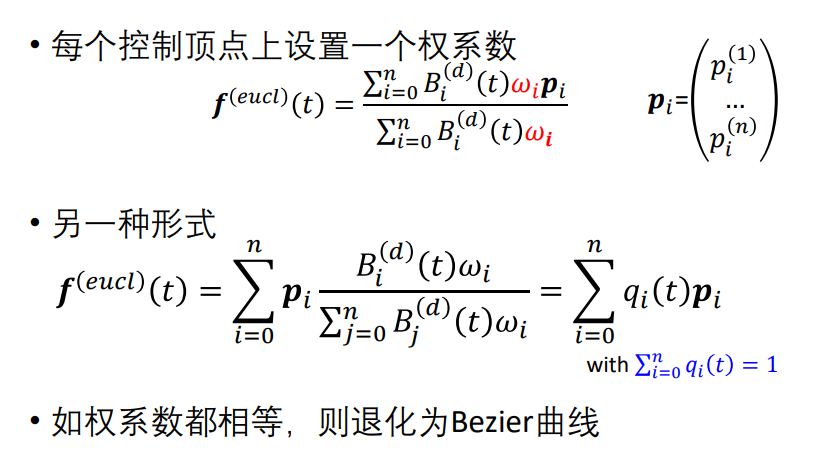 • 每个控制顶点上设置一个权系数
$\boldsymbol{f}^{(eucl)}(t) = \frac{\sum_{i=0}^{n} B_i^{(d)}(t)\omega_i \boldsymbol{p}_i}{\sum_{i=0}^{n} B_i^{(d)}(t)\omega_i}$ $\boldsymbol{p}_i = \begin{pmatrix} p_i^{(1)} \\ \dots \\ p_i^{(n)} \end{pmatrix}$
• 另一种形式
$\boldsymbol{f}^{(eucl)}(t) = \sum_{i=0}^{n} \boldsymbol{p}_i \frac{B_i^{(d)}(t)\omega_i}{\sum_{j=0}^{n} B_j^{(d)}(t)\omega_i} = \sum_{i=0}^{n} q_i(t)\boldsymbol{p}_i$
with $\sum_{i=0}^{n} q_i(t) = 1$
• 如权系数都相等，则退化为Bezier曲线